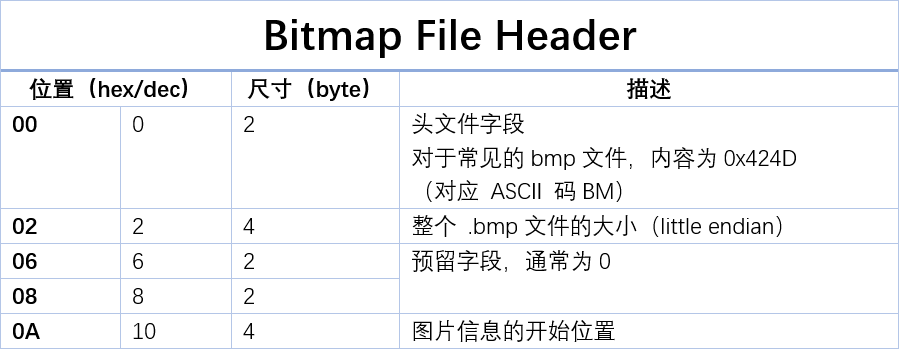 Bitmap File Header
位置（hex/dec） 尺寸（byte） 描述
00 0 2 头文件字段
对于常见的 bmp 文件，内容为 0x424D
（对应 ASCII 码 BM）
02 2 4 整个 .bmp 文件的大小（little endian）
06 6 2 预留字段，通常为 0
08 8 2
0A 10 4 图片信息的开始位置